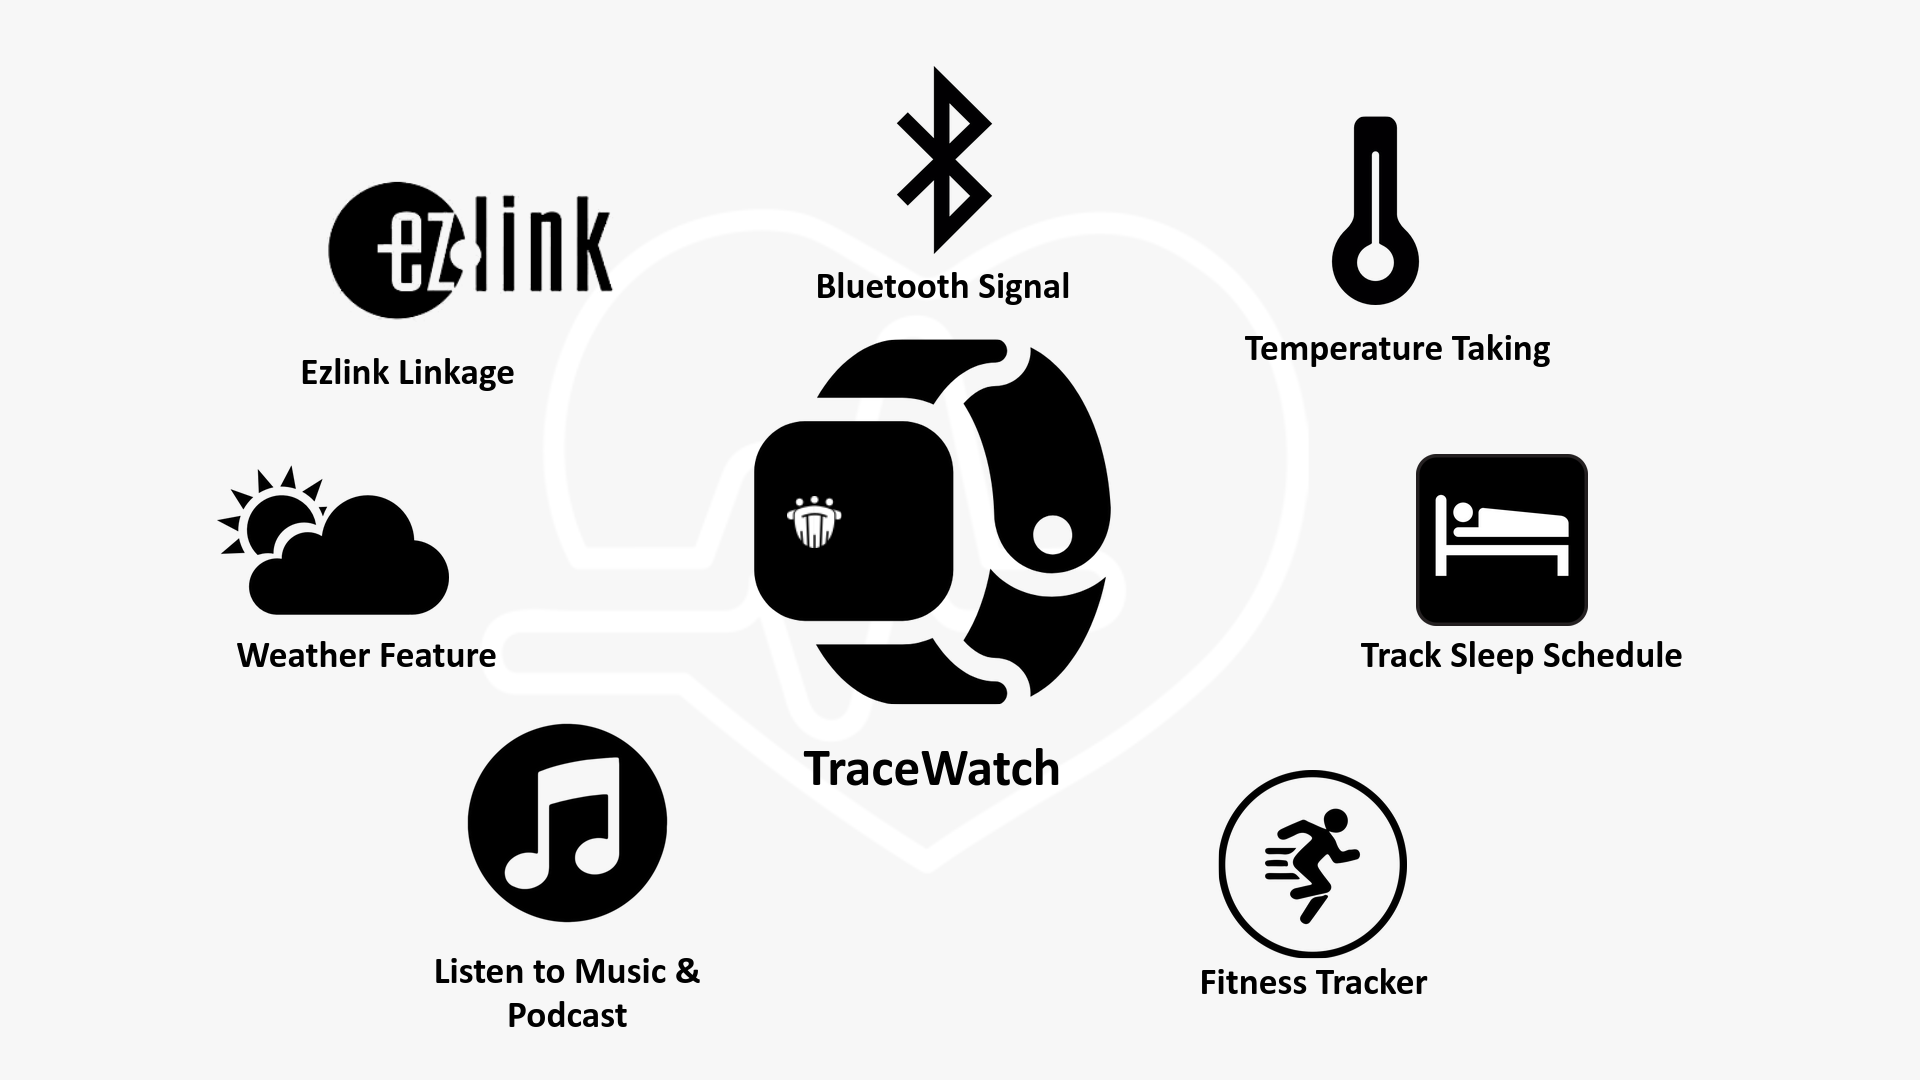 Bluetooth Signal
Temperature Taking
ezlink
Ezlink Linkage
Weather Feature
Track Sleep Schedule
TraceWatch
Listen to Music &
Podcast
Fitness Tracker